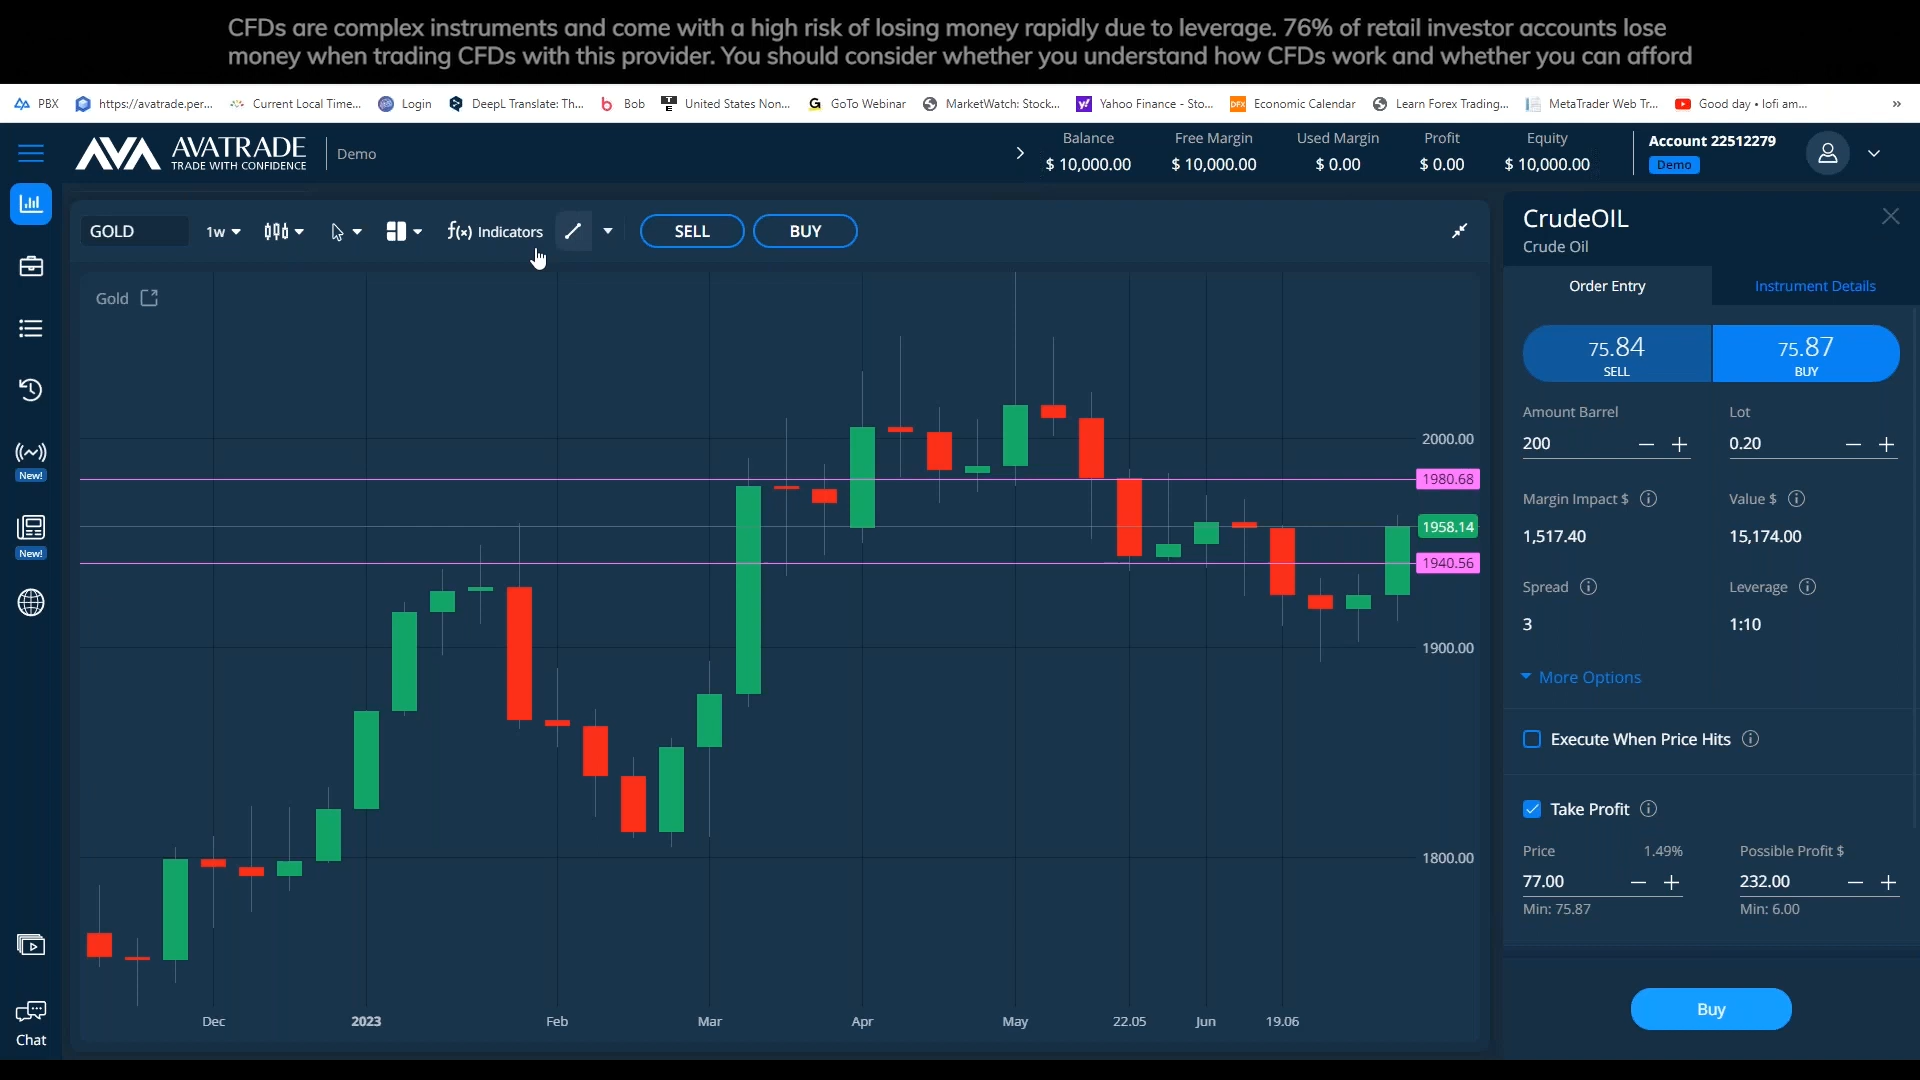 CFDs are complex instruments and come with a high risk of losing money rapidly due to leverage. 76% of retail investor accounts lose
money when trading CFDs with this provider. You should consider whether you understand how CFDs work and whether you can afford
PBX https://avatrade.per... Current Local Time... Login DeepL Translate: Th... Bob United States Non... GoTo Webinar MarketWatch: Stock... Yahoo Finance - Sto... Economic Calendar Learn Forex Trading... MetaTrader Web Tr... Good day • lofi am... »
AVA AVATRADE
TRADE WITH CONFIDENCE
Demo
Balance Free Margin Used Margin Profit Equity
$ 10,000.00 $ 10,000.00 $ 0.00 $ 0.00 $ 10,000.00
Account 22512279
Demo
GOLD 1w f(x) Indicators SELL BUY
Gold
2000.00
1980.68
1958.14
1940.56
1900.00
1800.00
Dec 2023 Feb Mar Apr May 22.05 Jun 19.06
New!
New!
Chat
CrudeOIL
Crude Oil
Order Entry Instrument Details
75.84 75.87
SELL BUY
Amount Barrel Lot
200 0.20
Margin Impact $ Value $
1,517.40 15,174.00
Spread Leverage
3 1:10
More Options
Execute When Price Hits
Take Profit
Price 1.49% Possible Profit $
77.00 232.00
Min: 75.87 Min: 6.00
Buy